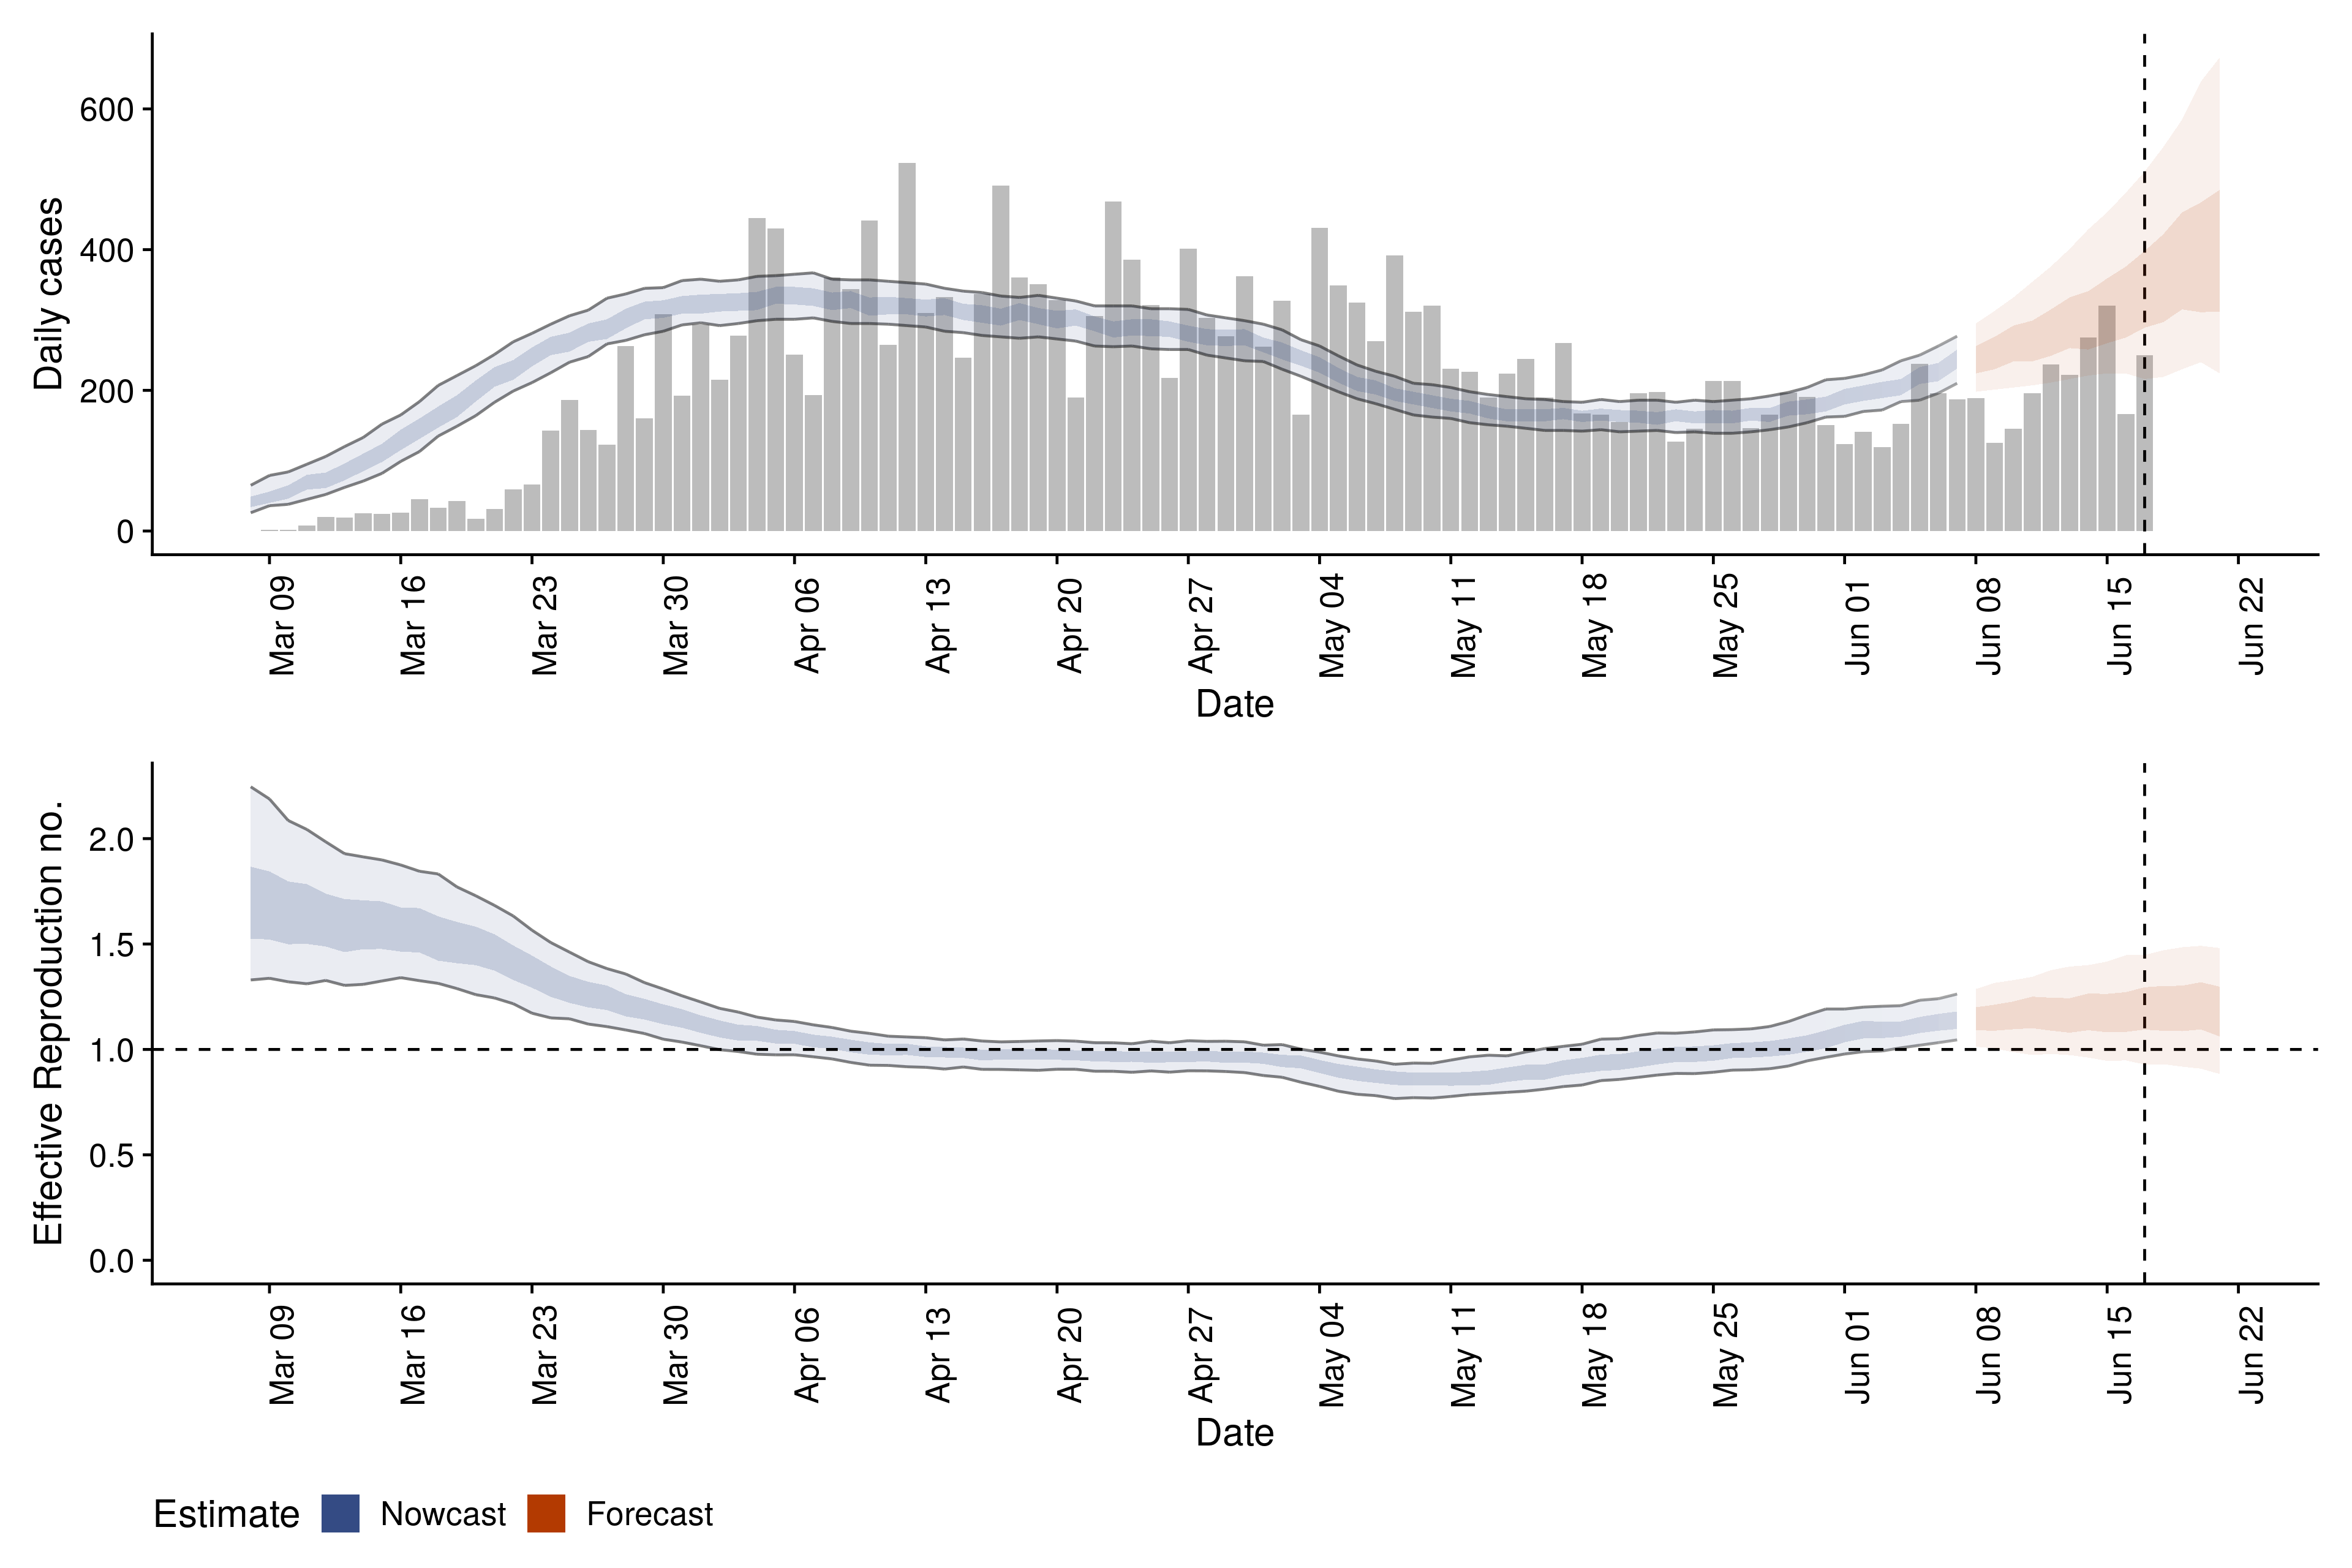 Daily cases
600
400
200
0
Mar 09
Mar 16
Mar 23
Mar 30
Apr 06
Apr 13
Apr 20
Apr 27
May 04
May 11
May 18
May 25
Jun 01
Jun 08
Jun 15
Jun 22
Date
Effective Reproduction no.
2.0
1.5
1.0
0.5
0.0
Mar 09
Mar 16
Mar 23
Mar 30
Apr 06
Apr 13
Apr 20
Apr 27
May 04
May 11
May 18
May 25
Jun 01
Jun 08
Jun 15
Jun 22
Date
Estimate Nowcast Forecast